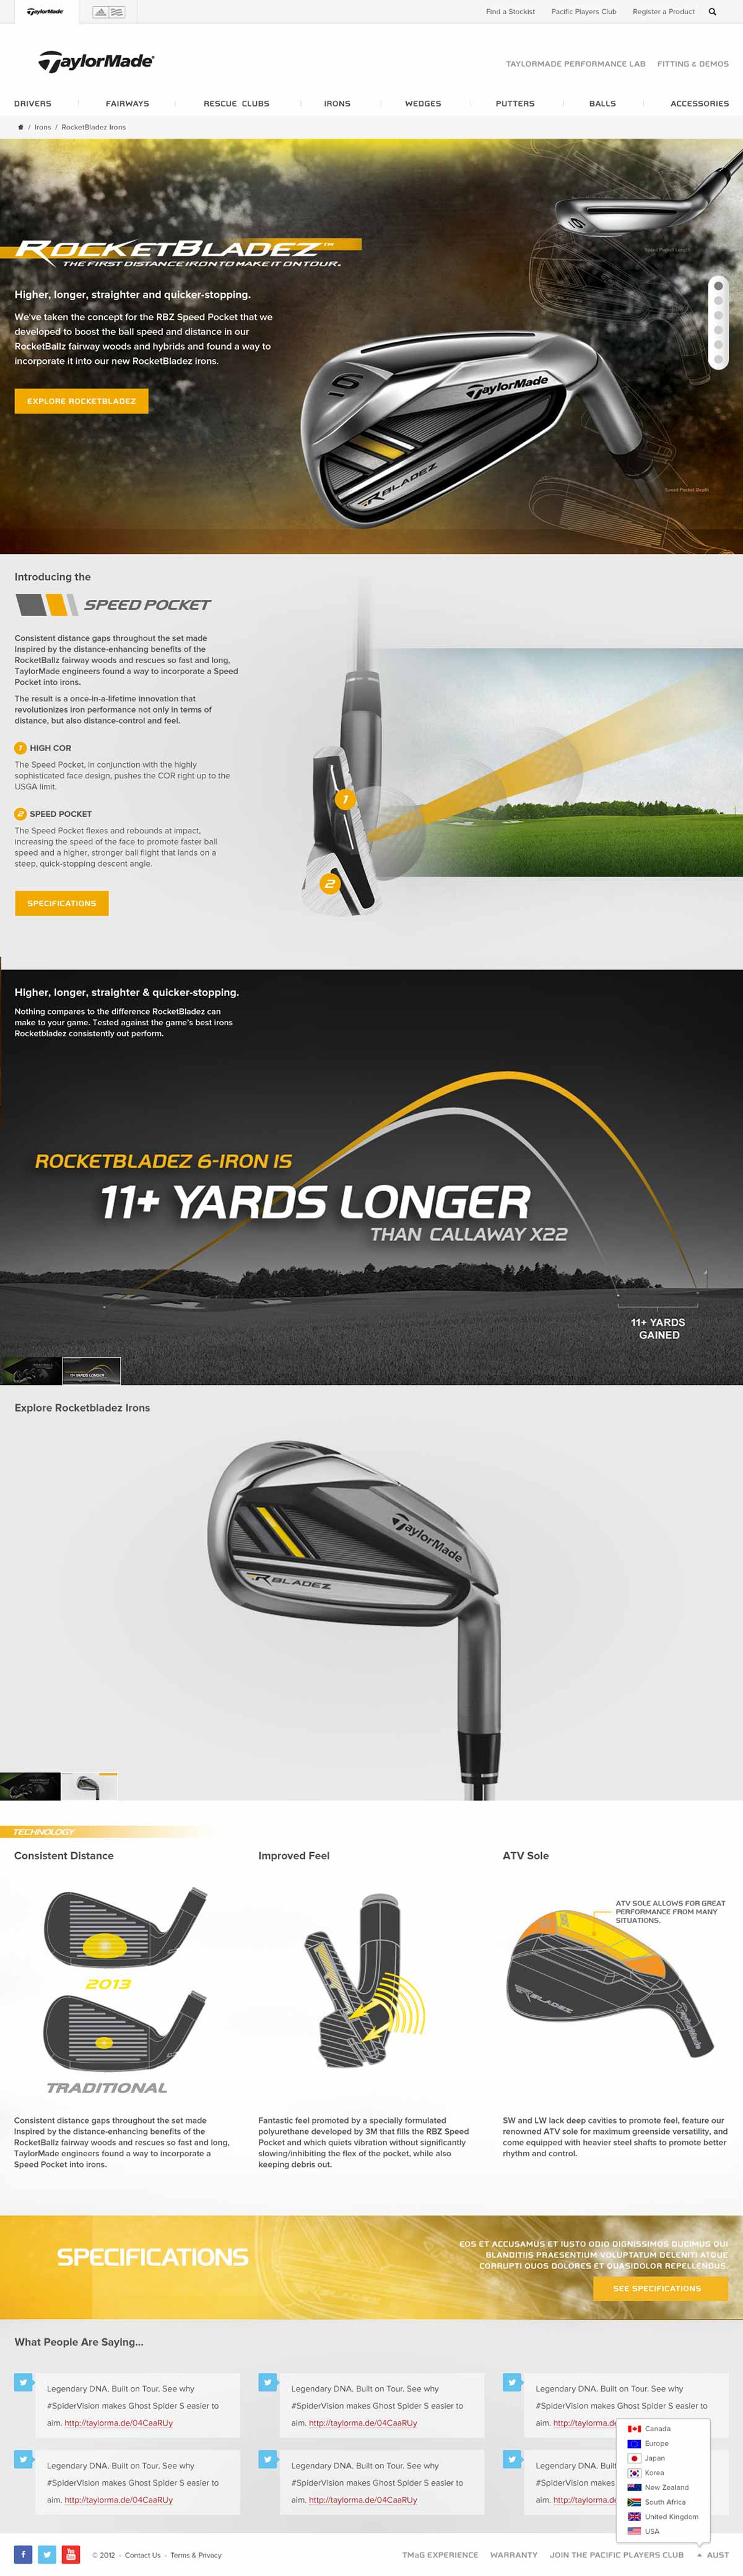 TaylorMade
Find a Stockist
Pacific Players Club
Register a Product
TaylorMade
TAYLORMADE PERFORMANCE LAB
FITTING & DEMOS
DRIVERS
FAIRWAYS
RESCUE CLUBS
IRONS
WEDGES
PUTTERS
BALLS
ACCESSORIES
/ Irons / RocketBladez Irons
Speed Pocket Length
ROCKETBLADEZ™
THE FIRST DISTANCE IRON TO MAKE IT ON TOUR.
Higher, longer, straighter and quicker-stopping.
We've taken the concept for the RBZ Speed Pocket that we
developed to boost the ball speed and distance in our
RocketBallz fairway woods and hybrids and found a way to
incorporate it into our new RocketBladez irons.
EXPLORE ROCKETBLADEZ
6
TaylorMade
RBLADEZ
Speed Pocket Depth
Introducing the
SPEED POCKET
Consistent distance gaps throughout the set made
Inspired by the distance-enhancing benefits of the
RocketBallz fairway woods and rescues so fast and long,
TaylorMade engineers found a way to incorporate a Speed
Pocket into irons.
The result is a once-in-a-lifetime innovation that
revolutionizes iron performance not only in terms of
distance, but also distance-control and feel.
1 HIGH COR
The Speed Pocket, in conjunction with the highly
sophisticated face design, pushes the COR right up to the
USGA limit.
2 SPEED POCKET
The Speed Pocket flexes and rebounds at impact,
increasing the speed of the face to promote faster ball
speed and a higher, stronger ball flight that lands on a
steep, quick-stopping descent angle.
SPECIFICATIONS
1
2
Higher, longer, straighter & quicker-stopping.
Nothing compares to the difference RocketBladez can
make to your game. Tested against the game's best irons
Rocketbladez consistently out perform.
ROCKETBLADEZ 6-IRON IS
11+ YARDS LONGER
THAN CALLAWAY X22
11+ YARDS
GAINED
11+ YARDS LONGER
Explore Rocketbladez Irons
TaylorMade
RBLADEZ
TECHNOLOGY
Consistent Distance
2013
TRADITIONAL
Consistent distance gaps throughout the set made
Inspired by the distance-enhancing benefits of the
RocketBallz fairway woods and rescues so fast and long,
TaylorMade engineers found a way to incorporate a
Speed Pocket into irons.
Improved Feel
Fantastic feel promoted by a specially formulated
polyurethane developed by 3M that fills the RBZ Speed
Pocket and which quiets vibration without significantly
slowing/inhibiting the flex of the pocket, while also
keeping debris out.
ATV Sole
ATV SOLE ALLOWS FOR GREAT
PERFORMANCE FROM MANY
SITUATIONS.
RBLADEZ
TaylorMade
SW and LW lack deep cavities to promote feel, feature our
renowned ATV sole for maximum greenside versatility, and
come equipped with heavier steel shafts to promote better
rhythm and control.
SPECIFICATIONS
EOS ET ACCUSAMUS ET IUSTO ODIO DIGNISSIMOS DUCIMUS QUI
BLANDITIIS PRAESENTIUM VOLUPTATUM DELENITI ATQUE
CORRUPTI QUOS DOLORES ET QUASIDOLOR REPELLENDUS.
SEE SPECIFICATIONS
What People Are Saying...
Legendary DNA. Built on Tour. See why
#SpiderVision makes Ghost Spider S easier to
aim. http://taylorma.de/04CaaRUy
Legendary DNA. Built on Tour. See why
#SpiderVision makes Ghost Spider S easier to
aim. http://taylorma.de/04CaaRUy
Legendary DNA. Built on Tour. See why
#SpiderVision makes Ghost Spider S easier to
aim. http://taylorma.de
Legendary DNA. Built on Tour. See why
#SpiderVision makes Ghost Spider S easier to
aim. http://taylorma.de/04CaaRUy
Legendary DNA. Built on Tour. See why
#SpiderVision makes Ghost Spider S easier to
aim. http://taylorma.de/04CaaRUy
Legendary DNA. Buil
#SpiderVision makes
aim. http://taylorma.de
Canada
Europe
Japan
Korea
New Zealand
South Africa
United Kingdom
USA
© 2012 - Contact Us - Terms & Privacy
TMaG EXPERIENCE
WARRANTY
JOIN THE PACIFIC PLAYERS CLUB
AUST